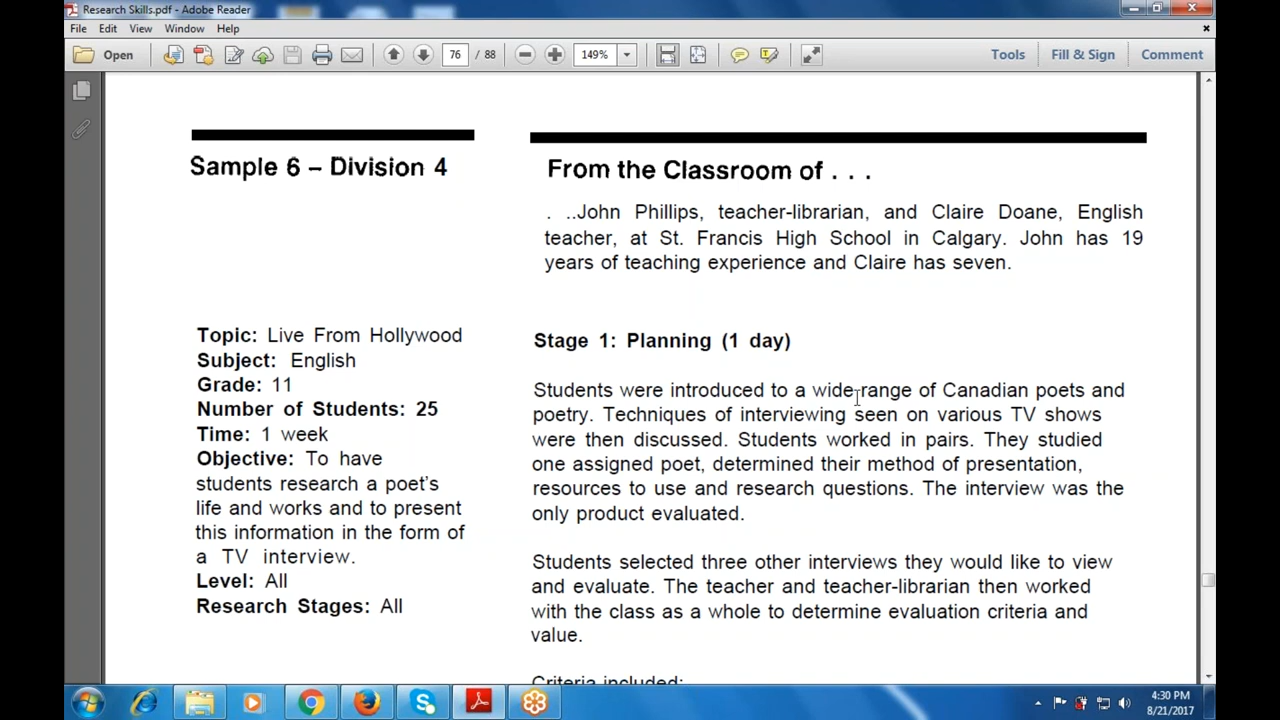 Research Skills.pdf - Adobe Reader
File Edit View Window Help
Open 76 / 88 149% Tools Fill & Sign Comment
Sample 6 – Division 4
Topic: Live From Hollywood
Subject: English
Grade: 11
Number of Students: 25
Time: 1 week
Objective: To have
students research a poet's
life and works and to present
this information in the form of
a TV interview.
Level: All
Research Stages: All
From the Classroom of . . .
. ..John Phillips, teacher-librarian, and Claire Doane, English
teacher, at St. Francis High School in Calgary. John has 19
years of teaching experience and Claire has seven.
Stage 1: Planning (1 day)
Students were introduced to a wide range of Canadian poets and
poetry. Techniques of interviewing seen on various TV shows
were then discussed. Students worked in pairs. They studied
one assigned poet, determined their method of presentation,
resources to use and research questions. The interview was the
only product evaluated.
Students selected three other interviews they would like to view
and evaluate. The teacher and teacher-librarian then worked
with the class as a whole to determine evaluation criteria and
value.
Criteria included:
4:30 PM
8/21/2017